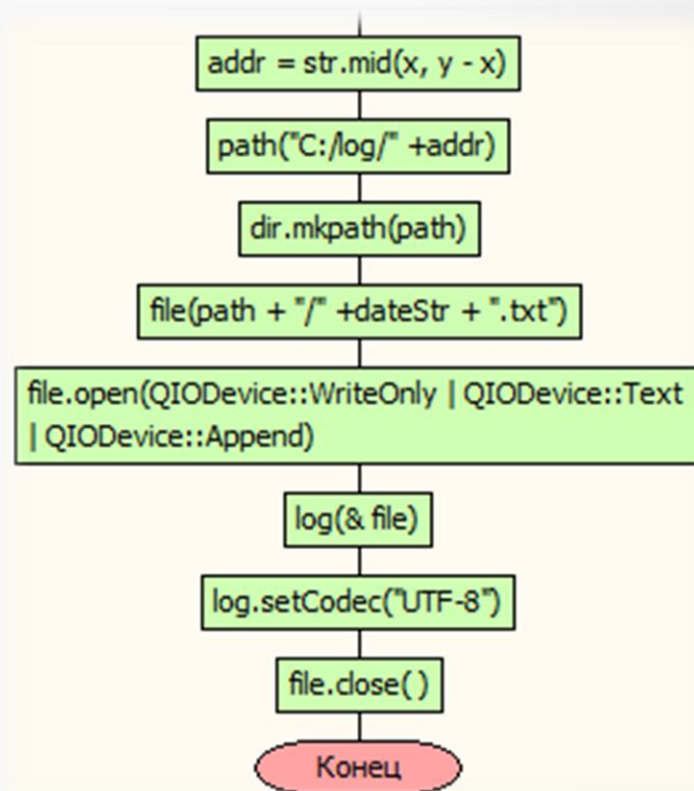 addr = str.mid(x, y - x)
path("C:/log/" +addr)
dir.mkpath(path)
file(path + "/" +dateStr + ".txt")
file.open(QIODevice::WriteOnly | QIODevice::Text
| QIODevice::Append)
log(& file)
log.setCodec("UTF-8")
file.close( )
Конец